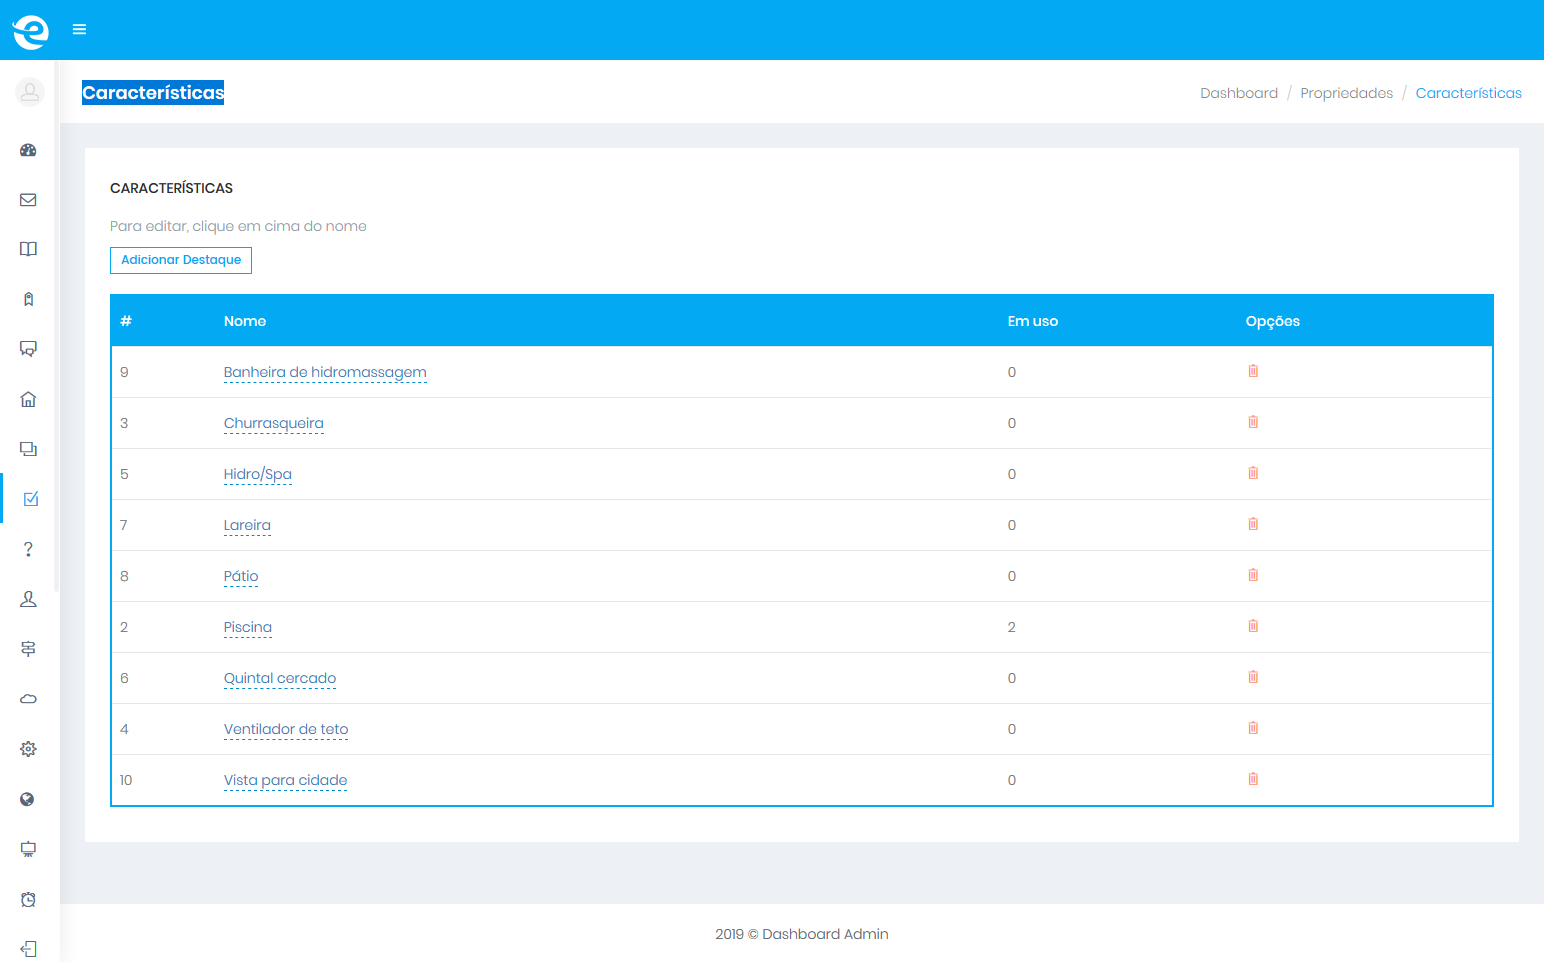 Características
Dashboard / Propriedades / Características
CARACTERÍSTICAS
Para editar, clique em cima do nome
Adicionar Destaque
# Nome Em uso Opções
9 Banheira de hidromassagem 0
3 Churrasqueira 0
5 Hidro/Spa 0
7 Lareira 0
8 Pátio 0
2 Piscina 2
6 Quintal cercado 0
4 Ventilador de teto 0
10 Vista para cidade 0
2019 © Dashboard Admin